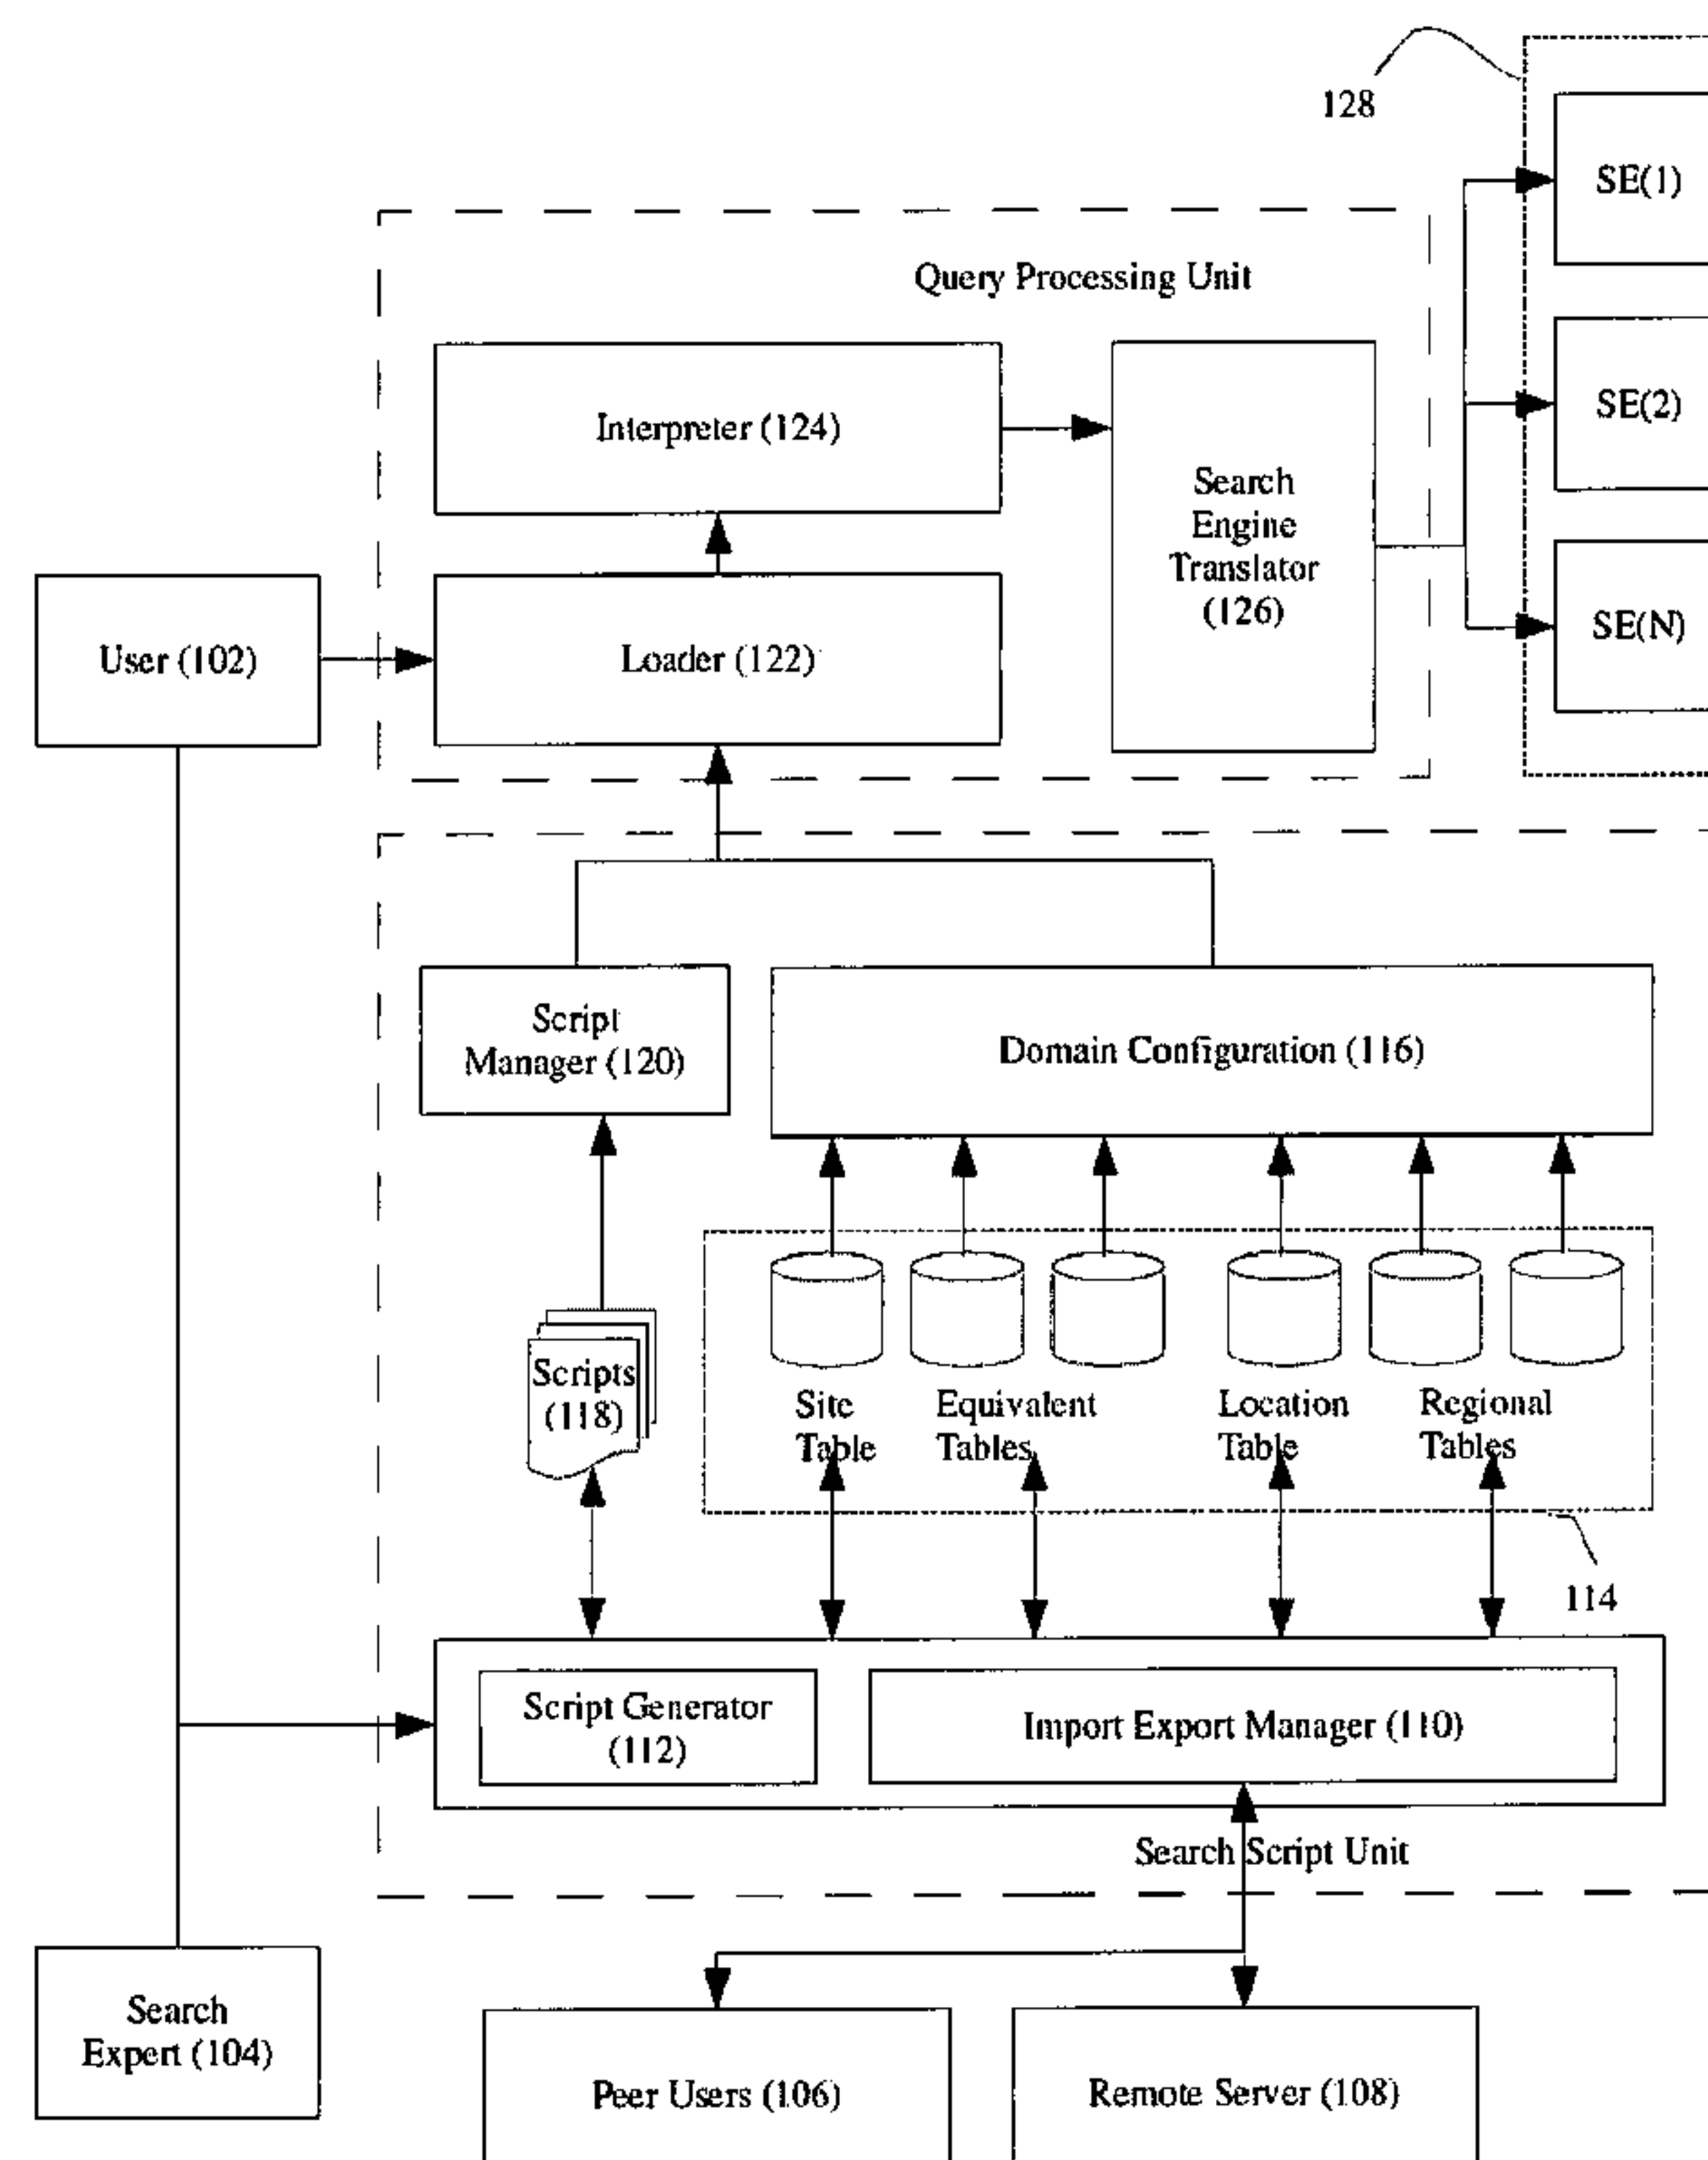 128
SE(1)
Query Processing Unit
Interpreter (124)
SE(2)
Search
Engine
Translator
(126)
SE(N)
User (102)
Loader (122)
Script
Manager (120)
Domain Configuration (116)
Scripts
(118)
Site
Table
Equivalent
Tables
Location
Table
Regional
Tables
114
Script Generator
(112)
Import Export Manager (110)
Search Script Unit
Search
Expert (104)
Peer Users (106)
Remote Server (108)